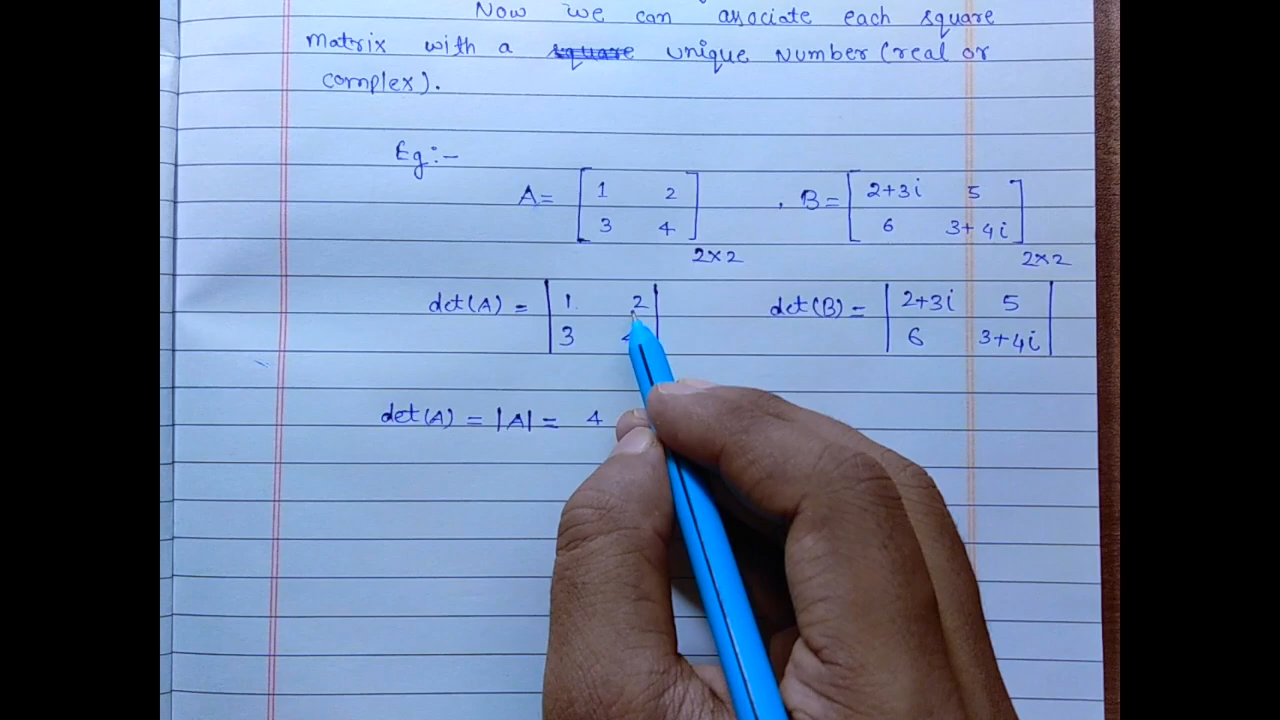 Now we can associate each square
matrix with a square unique number (real or
complex).
Eg:-
A = [ 1 2 , B = [ 2+3i 5
3 4 ] 6 3+4i ]
2×2 2×2
det(A) = | 1 2 | det(B) = | 2+3i 5 |
| 3 | | 6 3+4i |
det(A) = |A| = 4